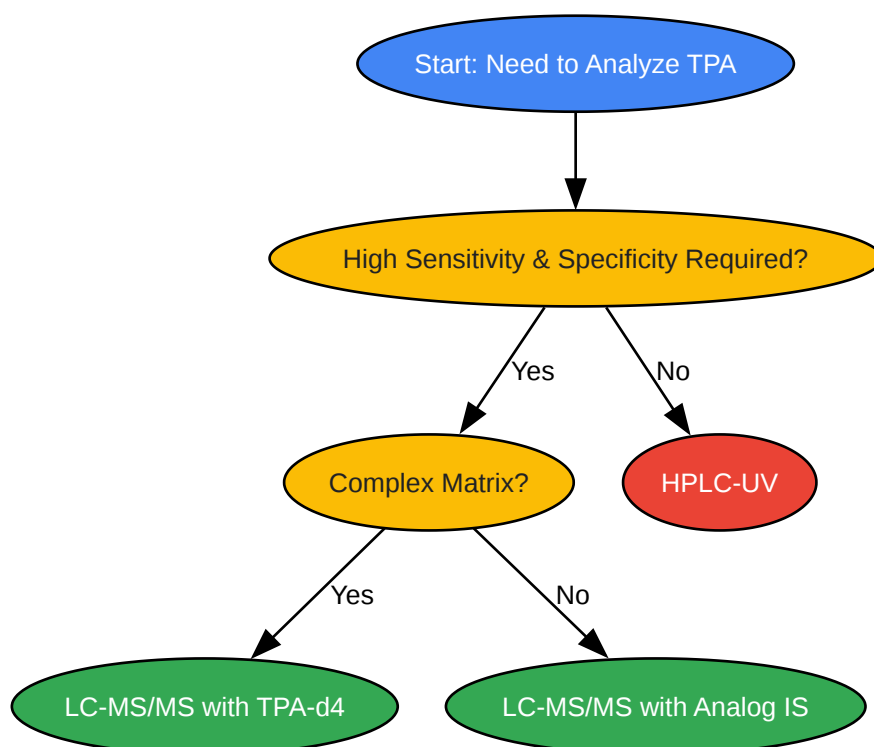 Start: Need to Analyze TPA
High Sensitivity & Specificity Required?
Yes
No
Complex Matrix?
HPLC-UV
Yes
No
LC-MS/MS with TPA-d4
LC-MS/MS with Analog IS